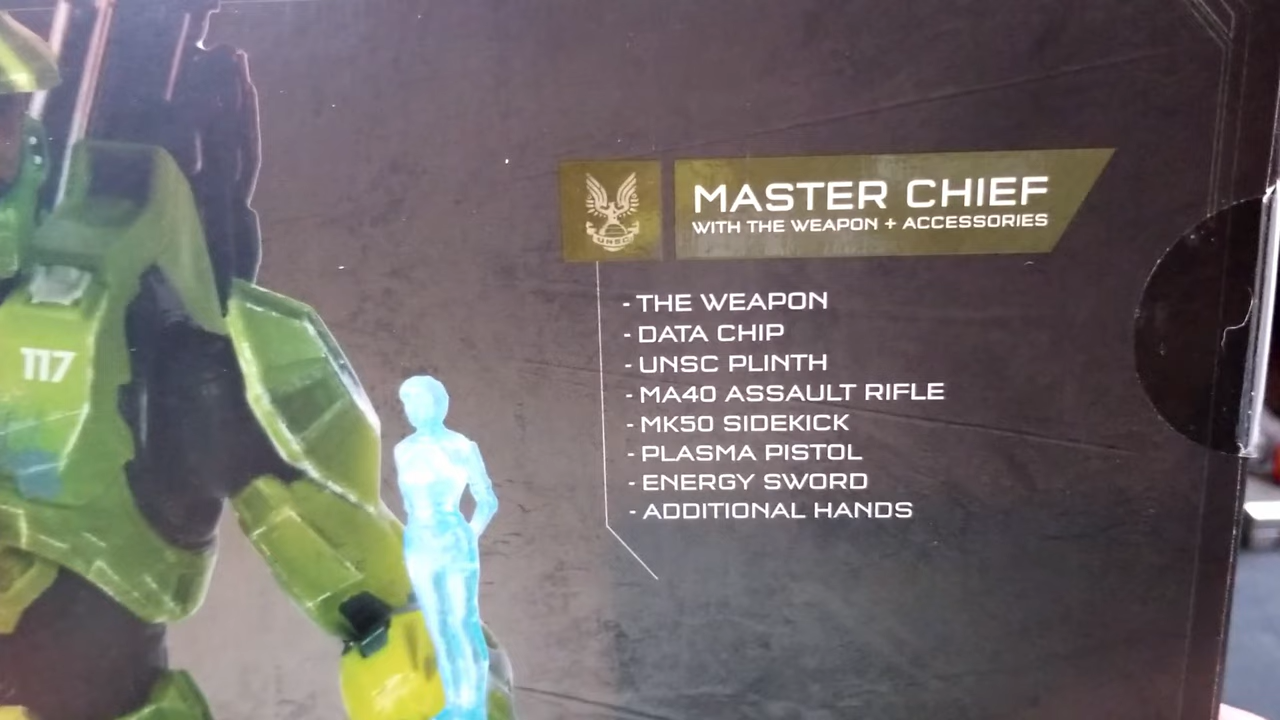 117
UNSC
MASTER CHIEF
WITH THE WEAPON + ACCESSORIES
- THE WEAPON
- DATA CHIP
- UNSC PLINTH
- MA40 ASSAULT RIFLE
- MK50 SIDEKICK
- PLASMA PISTOL
- ENERGY SWORD
- ADDITIONAL HANDS